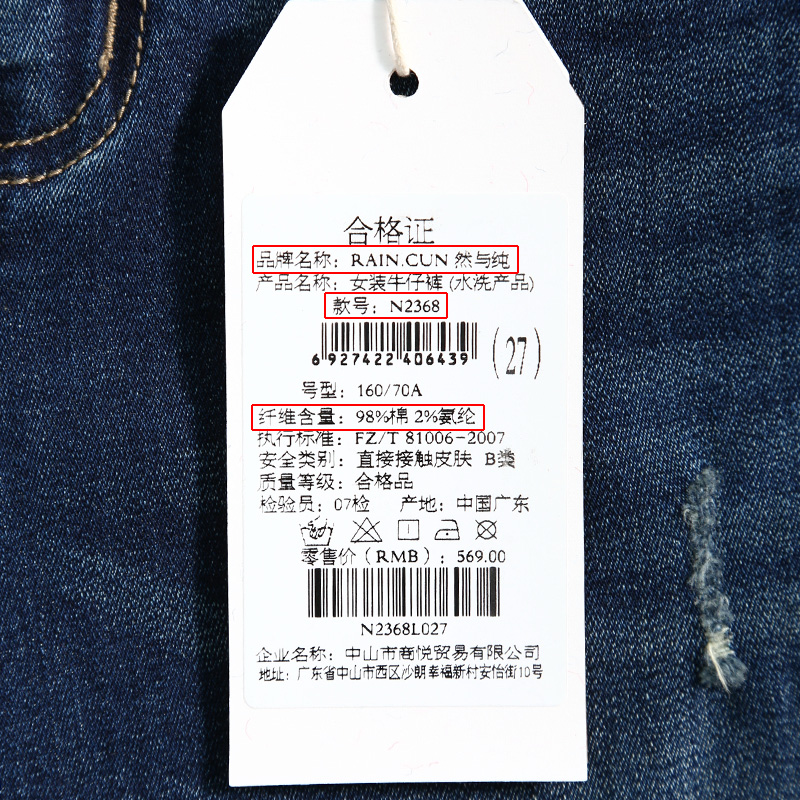 合格证
品牌名称：RAIN.CUN 然与纯
产品名称：女装牛仔裤 (水洗产品)
款号：N2368
6 927422 406439
(27)
号型：160/70A
纤维含量：98%棉 2%氨纶
执行标准：FZ/T 81006-2007
安全类别：直接接触皮肤 B类
质量等级：合格品
检验员：07检 产地：中国广东
零售价（RMB）：569.00
N2368L027
企业名称：中山市商悦贸易有限公司
地址：广东省中山市西区沙朗幸福新村安怡街10号